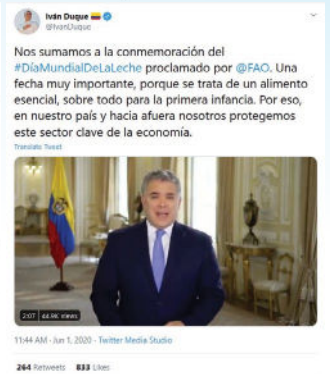 Iván Duque
@IvanDuque
Nos sumamos a la conmemoración del
#DíaMundialDeLaLeche proclamado por @FAO. Una
fecha muy importante, porque se trata de un alimento
esencial, sobre todo para la primera infancia. Por eso,
en nuestro país y hacia afuera nosotros protegemos
este sector clave de la economía.
Translate Tweet
2:07 44.9K views
11:44 AM · Jun 1, 2020 · Twitter Media Studio
264 Retweets 833 Likes